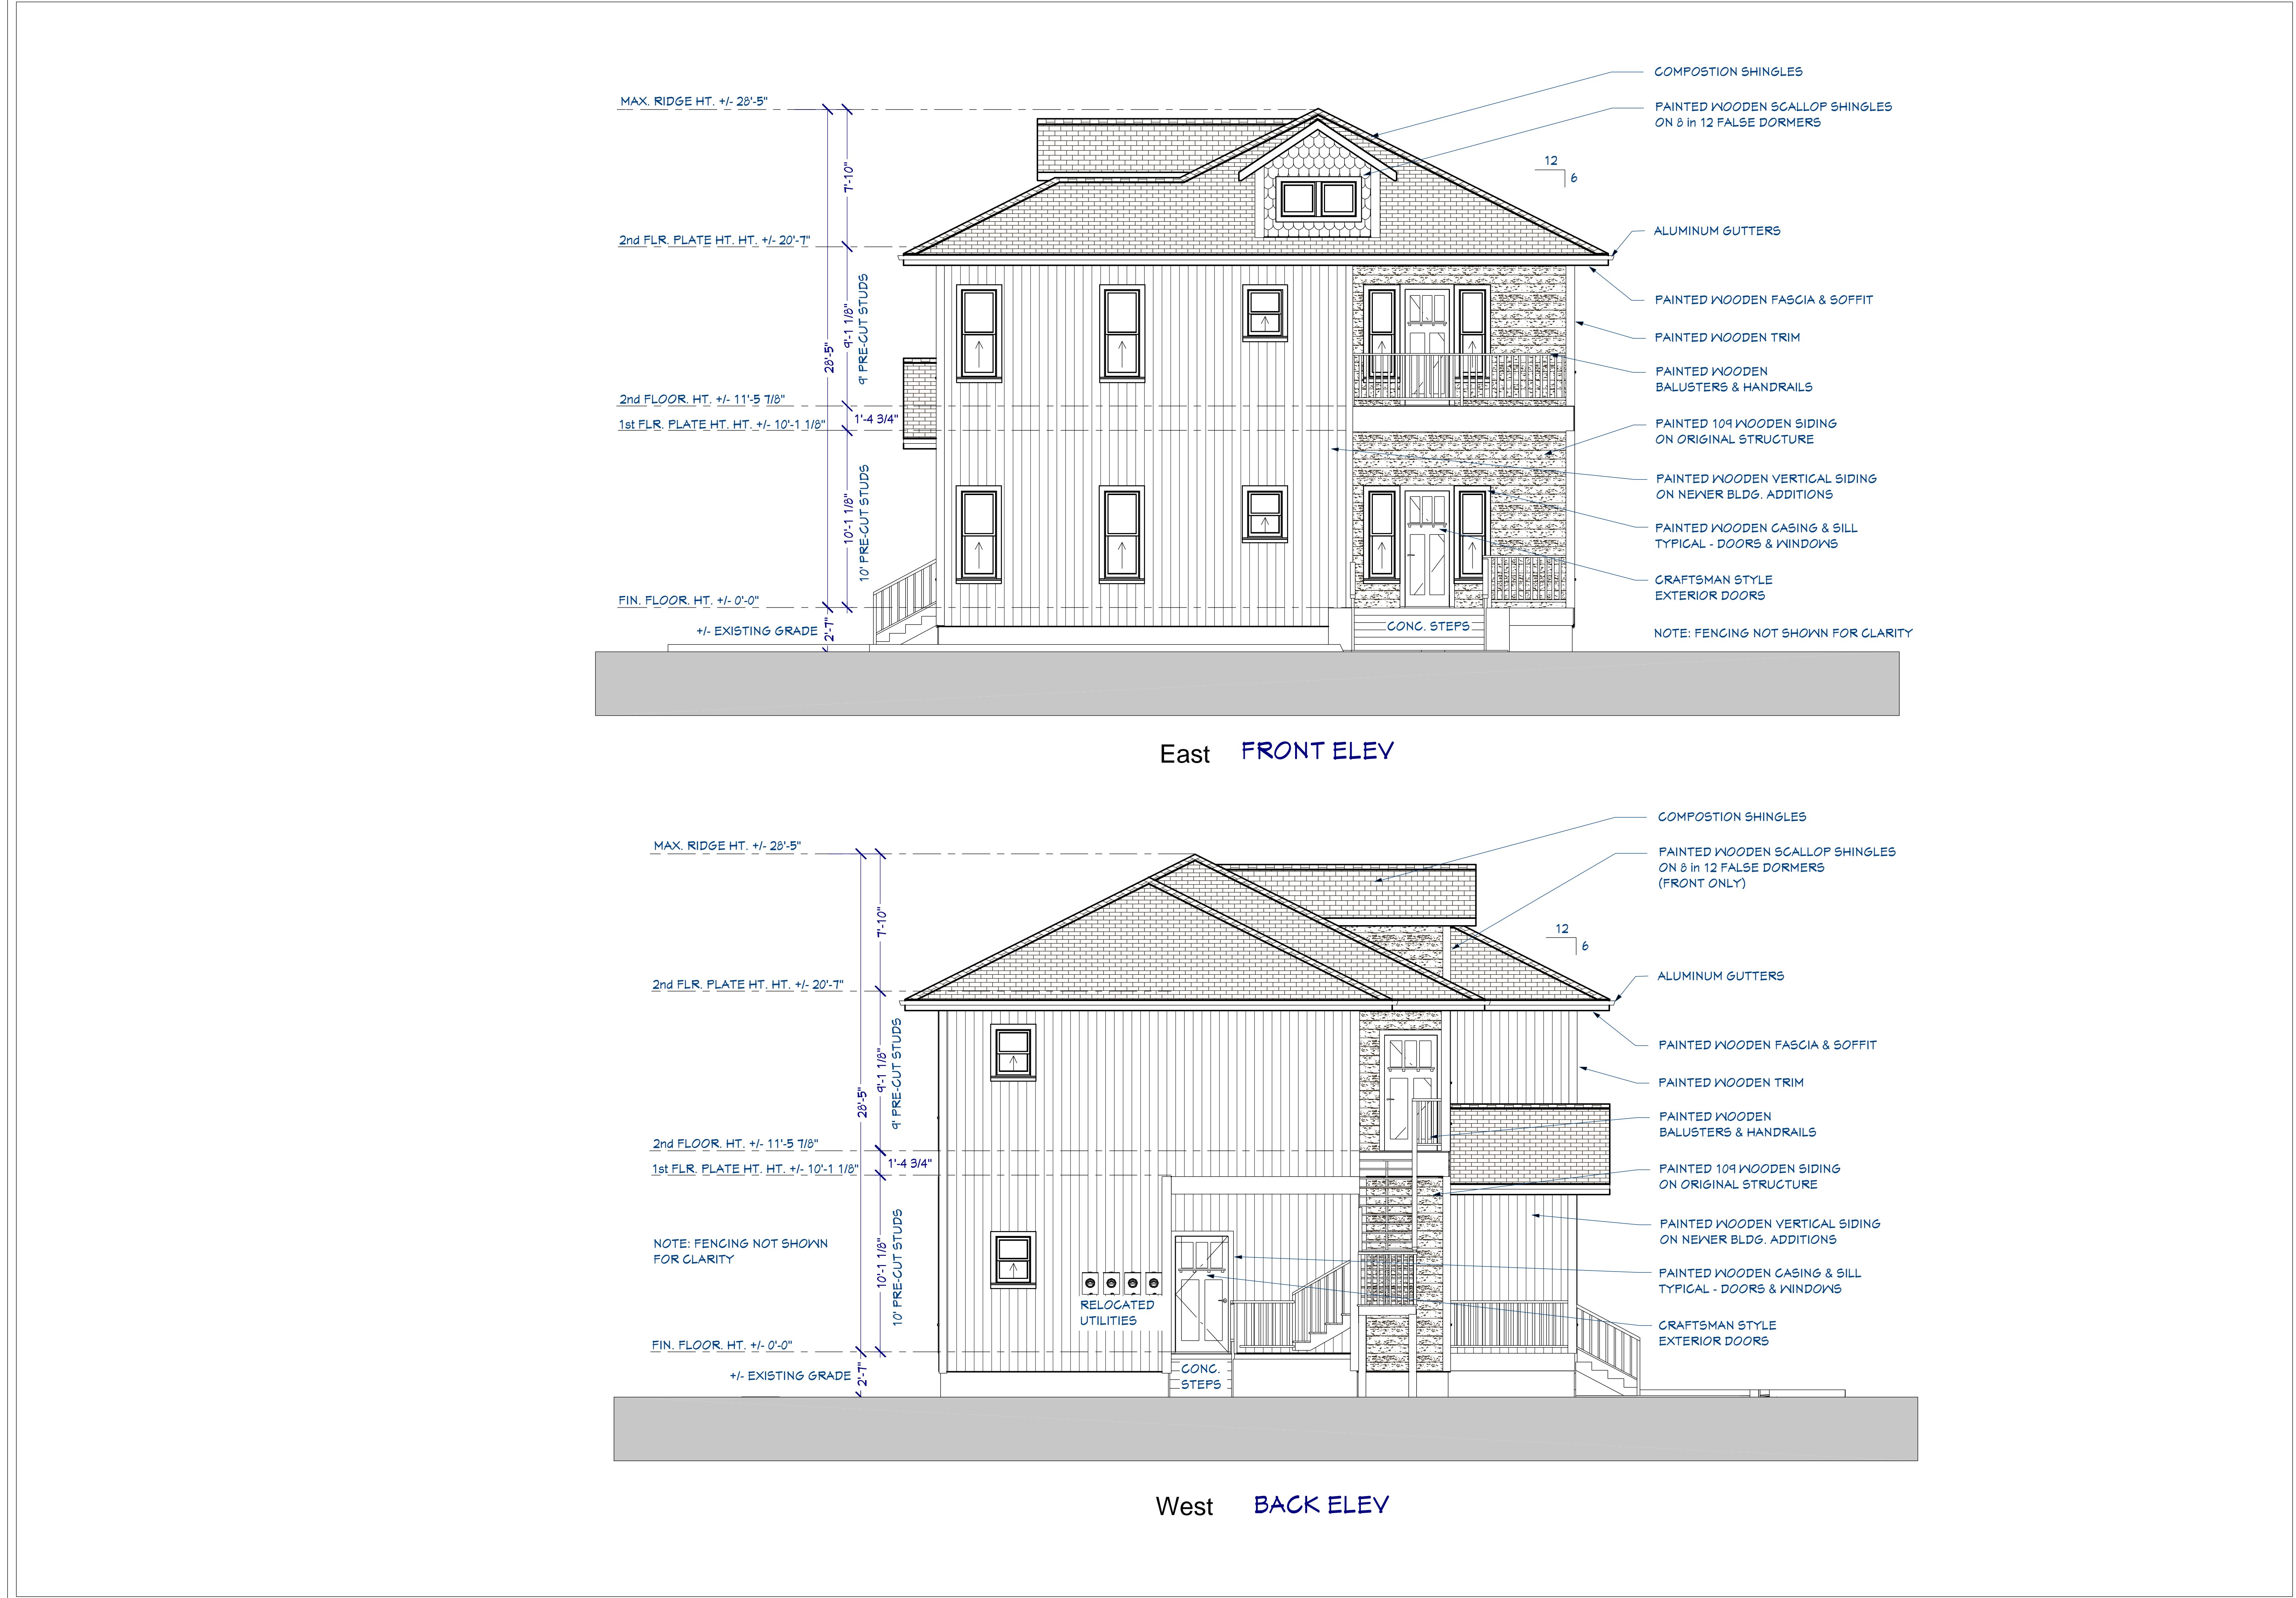 COMPOSTION SHINGLES
MAX. RIDGE HT. +/- 28'-5"
PAINTED WOODEN SCALLOP SHINGLES
ON 8 in 12 FALSE DORMERS
12
6
7'-10"
ALUMINUM GUTTERS
2nd FLR. PLATE HT. HT. +/- 20'-7"
PAINTED WOODEN FASCIA & SOFFIT
9'-1 1/8"
9' PRE-CUT STUDS
28'-5"
PAINTED WOODEN TRIM
PAINTED WOODEN
BALUSTERS & HANDRAILS
2nd FLOOR. HT. +/- 11'-5 7/8"
1'-4 3/4"
1st FLR. PLATE HT. HT. +/- 10'-1 1/8"
PAINTED 109 WOODEN SIDING
ON ORIGINAL STRUCTURE
PAINTED WOODEN VERTICAL SIDING
ON NEWER BLDG. ADDITIONS
10'-1 1/8"
10' PRE-CUT STUDS
PAINTED WOODEN CASING & SILL
TYPICAL - DOORS & WINDOWS
CRAFTSMAN STYLE
EXTERIOR DOORS
FIN. FLOOR. HT. +/- 0'-0"
CONC. STEPS
+/- EXISTING GRADE
2'-7"
NOTE: FENCING NOT SHOWN FOR CLARITY
East FRONT ELEV
COMPOSTION SHINGLES
MAX. RIDGE HT. +/- 28'-5"
PAINTED WOODEN SCALLOP SHINGLES
ON 8 in 12 FALSE DORMERS
(FRONT ONLY)
12
6
7'-10"
ALUMINUM GUTTERS
2nd FLR. PLATE HT. HT. +/- 20'-7"
PAINTED WOODEN FASCIA & SOFFIT
9'-1 1/8"
9' PRE-CUT STUDS
28'-5"
PAINTED WOODEN TRIM
PAINTED WOODEN
BALUSTERS & HANDRAILS
2nd FLOOR. HT. +/- 11'-5 7/8"
1'-4 3/4"
1st FLR. PLATE HT. HT. +/- 10'-1 1/8"
PAINTED 109 WOODEN SIDING
ON ORIGINAL STRUCTURE
PAINTED WOODEN VERTICAL SIDING
ON NEWER BLDG. ADDITIONS
NOTE: FENCING NOT SHOWN
FOR CLARITY
10'-1 1/8"
10' PRE-CUT STUDS
PAINTED WOODEN CASING & SILL
TYPICAL - DOORS & WINDOWS
RELOCATED
UTILITIES
CRAFTSMAN STYLE
EXTERIOR DOORS
FIN. FLOOR. HT. +/- 0'-0"
CONC.
STEPS
+/- EXISTING GRADE
2'-7"
West BACK ELEV